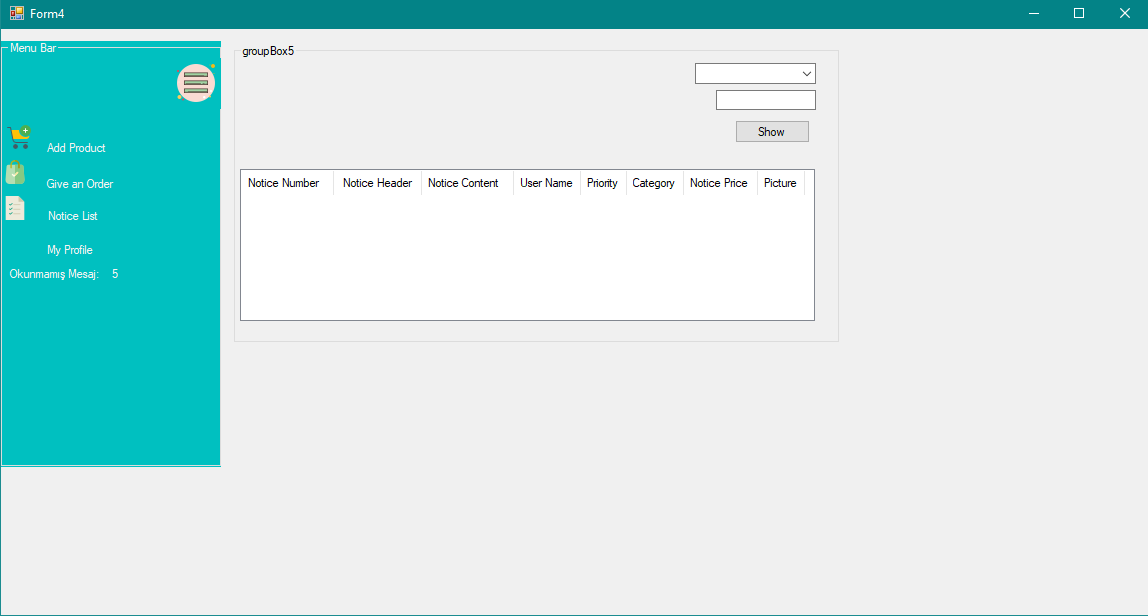 Form4
Menu Bar
Add Product
Give an Order
Notice List
My Profile
Okunmamış Mesaj: 5
groupBox5
Show
Notice Number Notice Header Notice Content User Name Priority Category Notice Price Picture